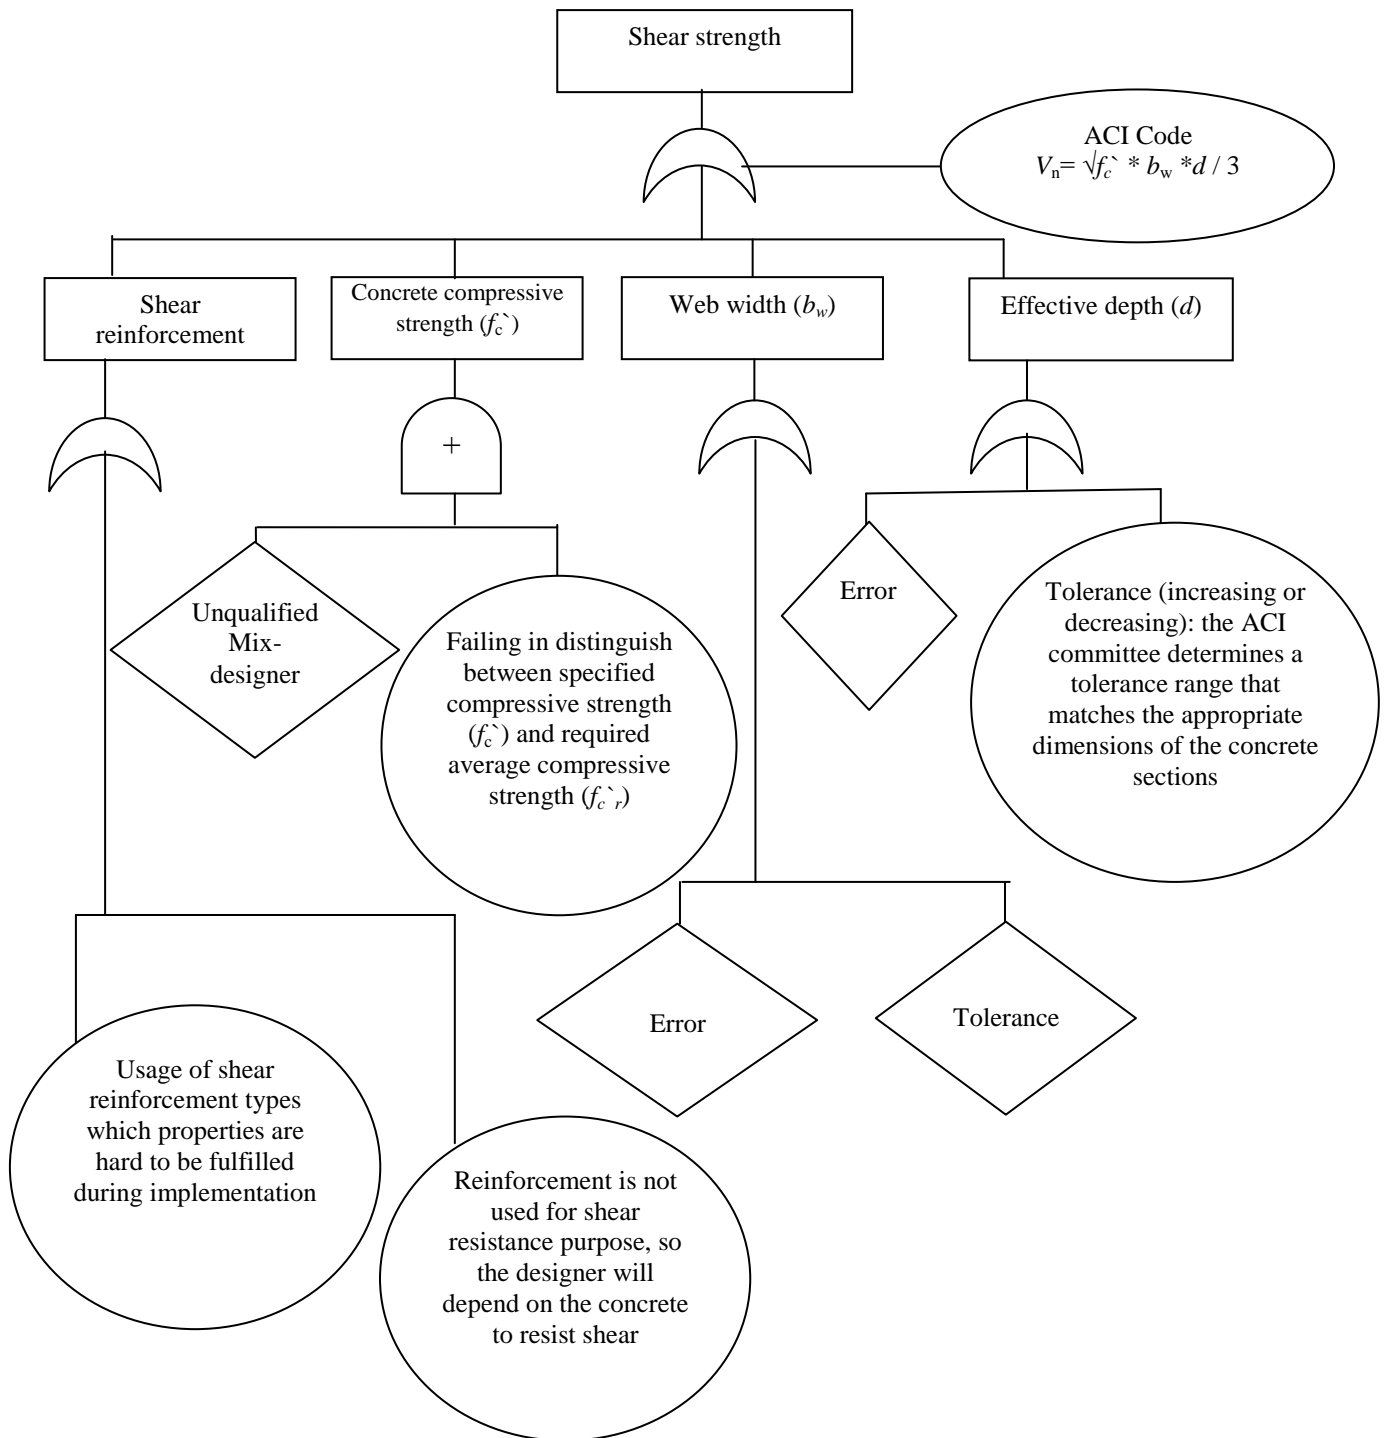 Shear strength
ACI Code
Vn= √fc` * bw *d / 3
Shear
reinforcement
Concrete compressive
strength (fc`)
Web width (bw)
Effective depth (d)
+
Unqualified
Mix-
designer
Failing in distinguish
between specified
compressive strength
(fc`) and required
average compressive
strength (fc`r)
Error
Tolerance (increasing or
decreasing): the ACI
committee determines a
tolerance range that
matches the appropriate
dimensions of the concrete
sections
Error
Tolerance
Usage of shear
reinforcement types
which properties are
hard to be fulfilled
during implementation
Reinforcement is not
used for shear
resistance purpose, so
the designer will
depend on the concrete
to resist shear